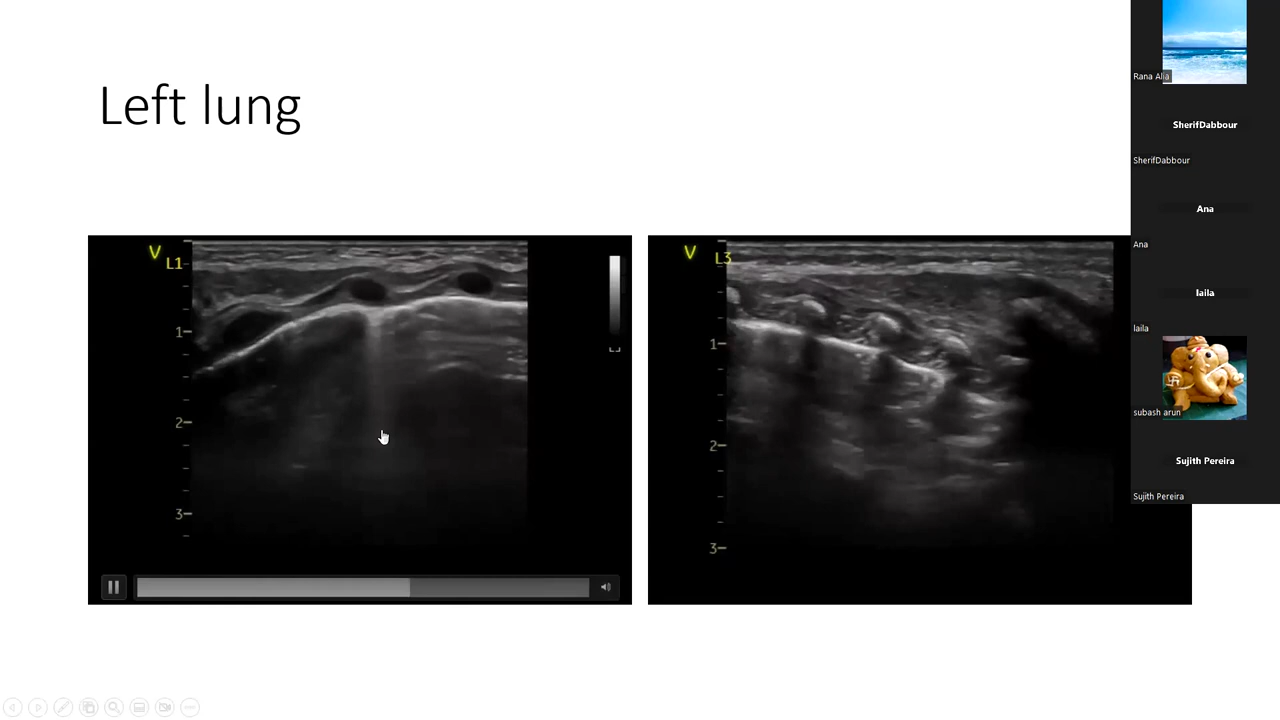 Left lung
V
L1
1
2
3
V
L3
1
2
3
Rana Alia
SherifDabbour
SherifDabbour
Ana
Ana
laila
laila
subash arun
Sujith Pereira
Sujith Pereira